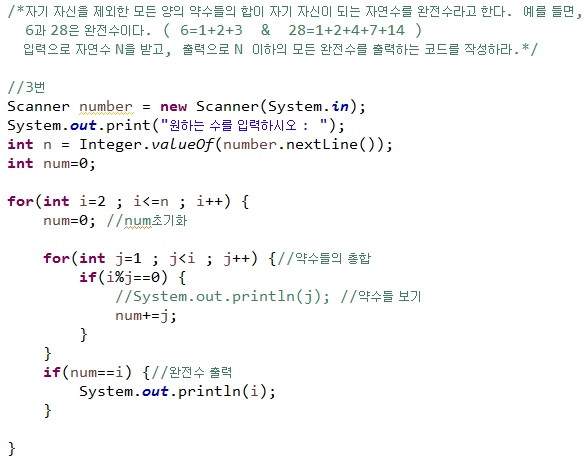 /*자기 자신을 제외한 모든 양의 약수들의 합이 자기 자신이 되는 자연수를 완전수라고 한다. 예를 들면,
6과 28은 완전수이다. ( 6=1+2+3  &  28=1+2+4+7+14 )
입력으로 자연수 N을 받고, 출력으로 N 이하의 모든 완전수를 출력하는 코드를 작성하라.*/
//3번
Scanner number = new Scanner(System.in);
System.out.print("원하는 수를 입력하시오 : ");
int n = Integer.valueOf(number.nextLine());
int num=0;
for(int i=2 ; i<=n ; i++) {
num=0; //num초기화
for(int j=1 ; j<i ; j++) {//약수들의 총합
if(i%j==0) {
//System.out.println(j); //약수들 보기
num+=j;
}
}
if(num==i) {//완전수 출력
System.out.println(i);
}
}